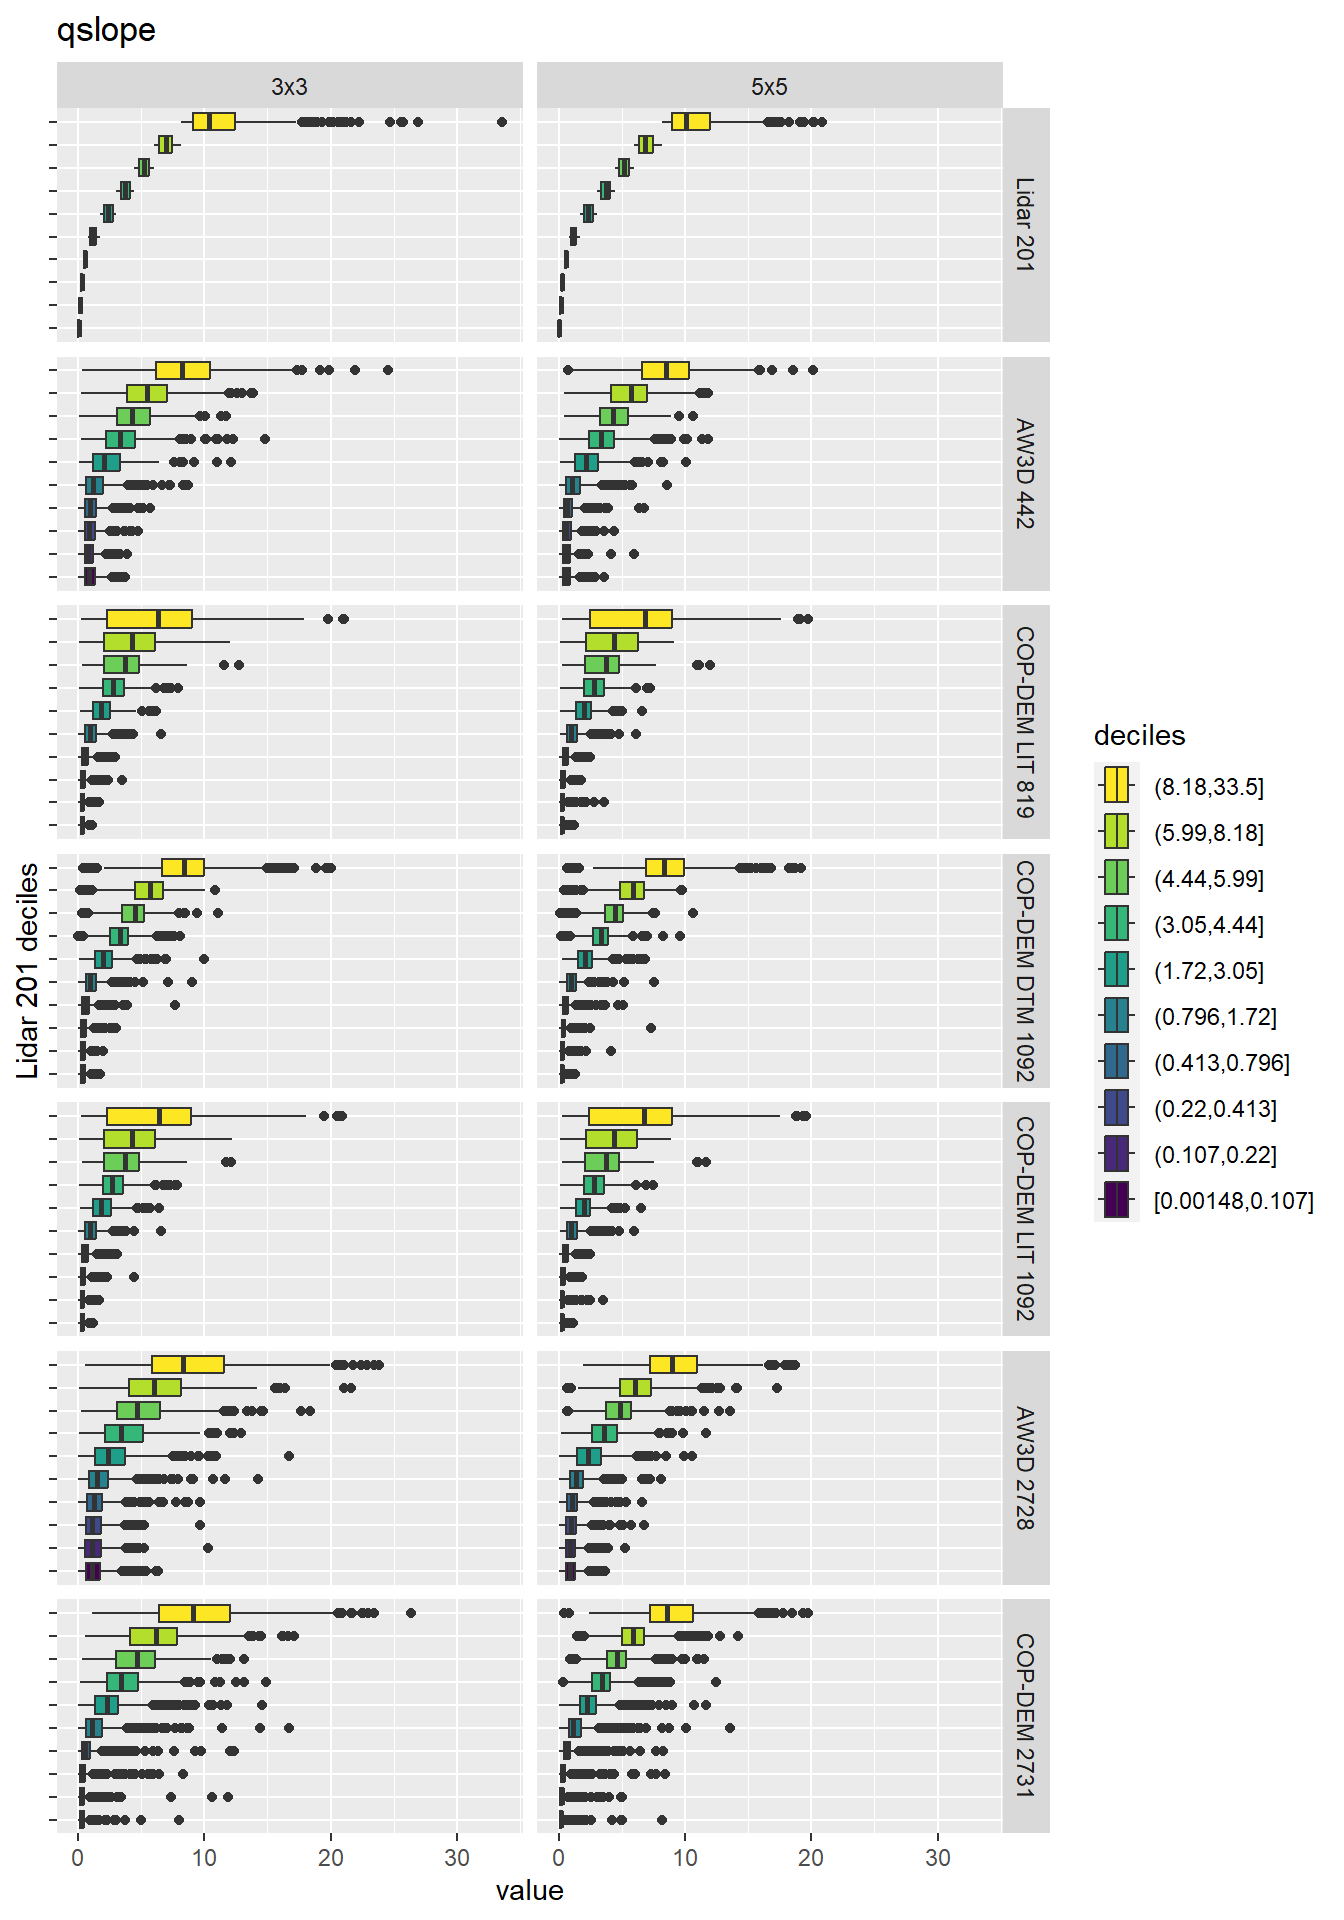 qslope
3x3
5x5
Lidar 201
AW3D 442
COP-DEM LIT 819
COP-DEM DTM 1092
COP-DEM LIT 1092
AW3D 2728
COP-DEM 2731
Lidar 201 deciles
0
10
20
30
0
10
20
30
value
deciles
(8.18,33.5]
(5.99,8.18]
(4.44,5.99]
(3.05,4.44]
(1.72,3.05]
(0.796,1.72]
(0.413,0.796]
(0.22,0.413]
(0.107,0.22]
[0.00148,0.107]